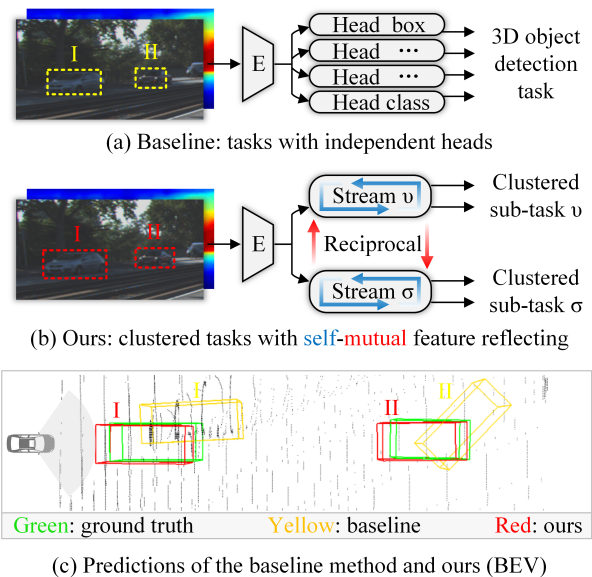 I II
E
Head box
Head ...
Head ...
Head class
3D object
detection
task
(a) Baseline: tasks with independent heads
I II
E
Stream υ
Reciprocal
Stream σ
Clustered
sub-task υ
Clustered
sub-task σ
(b) Ours: clustered tasks with self-mutual feature reflecting
I I II II
Green: ground truth Yellow: baseline Red: ours
(c) Predictions of the baseline method and ours (BEV)